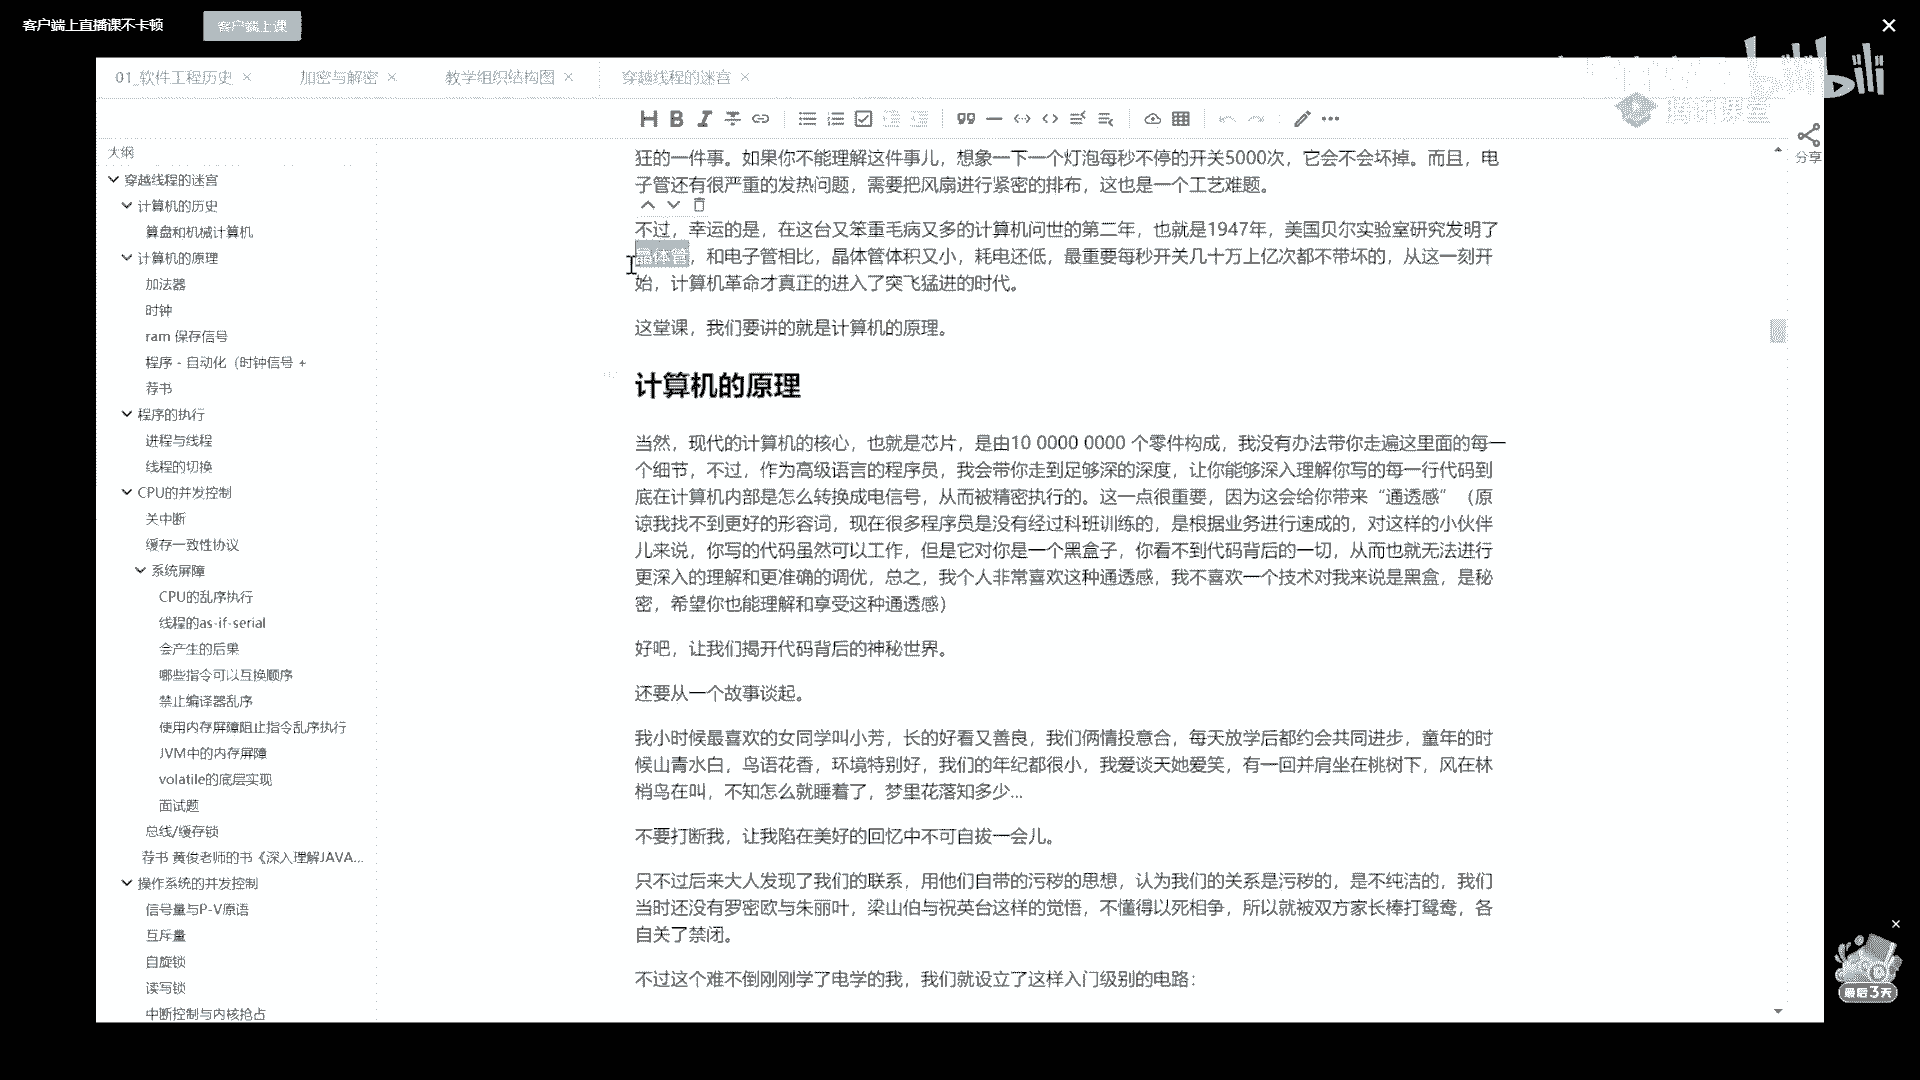 客户端上直播课不卡顿
客户端上课
bilibili
01_软件工程历史
加密与解密
教学组织结构图
穿越线程的迷宫
腾讯课堂
分享
大纲
穿越线程的迷宫
计算机的历史
算盘和机械计算机
计算机的原理
加法器
时钟
ram 保存信号
程序 - 自动化（时钟信号 +
荐书
程序的执行
进程与线程
线程的切换
CPU的并发控制
关中断
缓存一致性协议
系统屏障
CPU的乱序执行
线程的as-if-serial
会产生的后果
哪些指令可以互换顺序
禁止编译器乱序
使用内存屏障阻止指令乱序执行
JVM中的内存屏障
volatile的底层实现
面试题
总线/缓存锁
荐书 黄俊老师的书《深入理解JAVA...
操作系统的并发控制
信号量与P-V原语
互斥量
自旋锁
读写锁
中断控制与内核抢占
狂的一件事。如果你不能理解这件事儿，想象一下一个灯泡每秒不停的开关5000次，它会不会坏掉。而且，电
子管还有很严重的发热问题，需要把风扇进行紧密的排布，这也是一个工艺难题。
不过，幸运的是，在这台又笨重毛病又多的计算机问世的第二年，也就是1947年，美国贝尔实验室研究发明了
晶体管，和电子管相比，晶体管体积又小，耗电还低，最重要每秒开关几十万上亿次都不带坏的，从这一刻开
始，计算机革命才真正的进入了突飞猛进的时代。
这堂课，我们要讲的就是计算机的原理。
计算机的原理
当然，现代的计算机的核心，也就是芯片，是由10 0000 0000 个零件构成，我没有办法带你走遍这里面的每一
个细节，不过，作为高级语言的程序员，我会带你走到足够深的深度，让你能够深入理解你写的每一行代码到
底在计算机内部是怎么转换成电信号，从而被精密执行的。这一点很重要，因为这会给你带来“通透感”（原
谅我找不到更好的形容词，现在很多程序员是没有经过科班训练的，是根据业务进行速成的，对这样的小伙伴
儿来说，你写的代码虽然可以工作，但是它对你是一个黑盒子，你看不到代码背后的一切，从而也就无法进行
更深入的理解和更准确的调优，总之，我个人非常喜欢这种通透感，我不喜欢一个技术对我来说是黑盒，是秘
密，希望你也能理解和享受这种通透感）
好吧，让我们揭开代码背后的神秘世界。
还要从一个故事谈起。
我小时候最喜欢的女同学叫小芳，长的好看又善良，我们俩情投意合，每天放学后都约会共同进步，童年的时
候山青水白，鸟语花香，环境特别好，我们的年纪都很小，我爱谈天她爱笑，有一回并肩坐在桃树下，风在林
梢鸟在叫，不知怎么就睡着了，梦里花落知多少...
不要打断我，让我陷在美好的回忆中不可自拔一会儿。
只不过后来大人发现了我们的联系，用他们自带的污秽的思想，认为我们的关系是污秽的，是不纯洁的，我们
当时还没有罗密欧与朱丽叶，梁山伯与祝英台这样的觉悟，不懂得以死相争，所以就被双方家长棒打鸳鸯，各
自关了禁闭。
不过这个难不倒刚刚学了电学的我，我们就设立了这样入门级别的电路：
最后3天